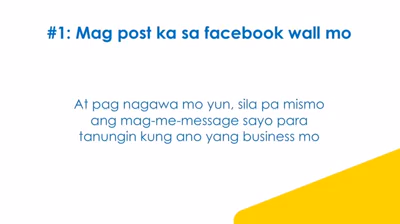 #1: Mag post ka sa facebook wall mo
At pag nagawa mo yun, sila pa mismo
ang mag-me-message sayo para
tanungin kung ano yang business mo